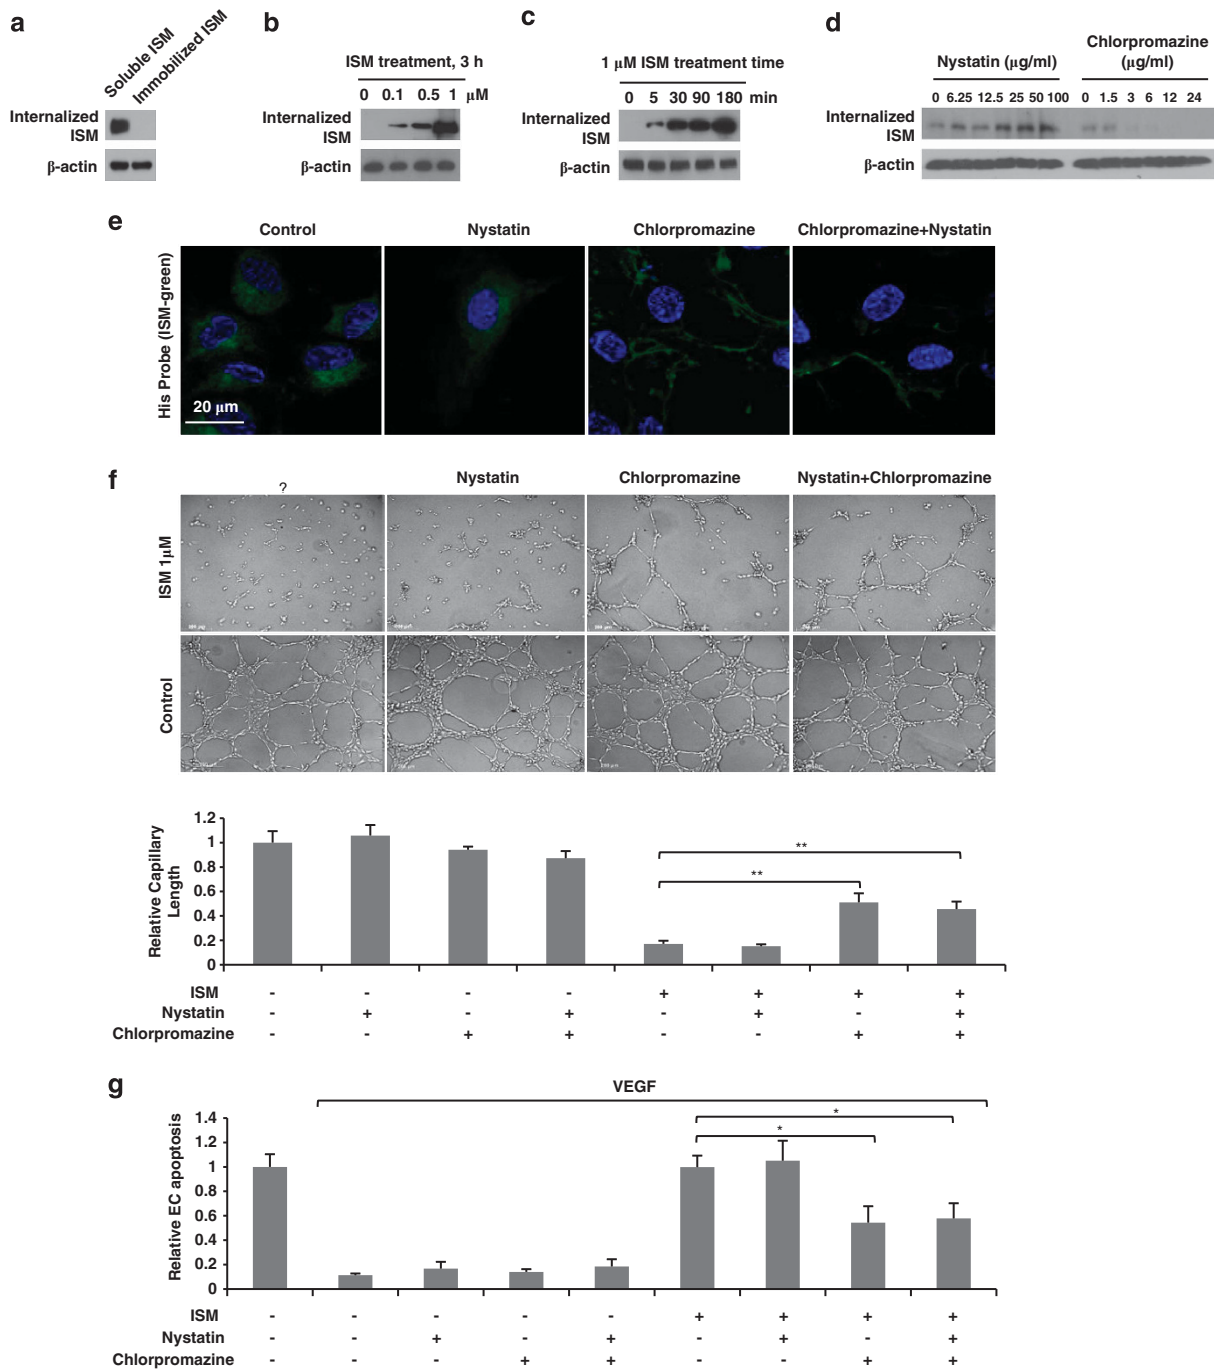 a
Soluble ISM
Immobilized ISM
Internalized
ISM
β-actin
b
ISM treatment, 3 h
0 0.1 0.5 1 μM
Internalized
ISM
β-actin
c
1 μM ISM treatment time
0 5 30 90 180 min
Internalized
ISM
β-actin
d
Nystatin (μg/ml)
Chlorpromazine
(μg/ml)
0 6.25 12.5 25 50 100 0 1.5 3 6 12 24
Internalized
ISM
β-actin
e
Control Nystatin Chlorpromazine Chlorpromazine+Nystatin
His Probe (ISM-green)
20 μm
f
? Nystatin Chlorpromazine Nystatin+Chlorpromazine
ISM 1μM
Control
Relative Capillary
Length
1.2
1
0.8
0.6
0.4
0.2
0
**
**
ISM - - - - + + + +
Nystatin - + - + - + - +
Chlorpromazine - - + + - - + +
g
VEGF
Relative EC apoptosis
1.4
1.2
1
0.8
0.6
0.4
0.2
0
*
*
ISM - - - - - + + + +
Nystatin - - + - + - + - +
Chlorpromazine - - - + + - - + +